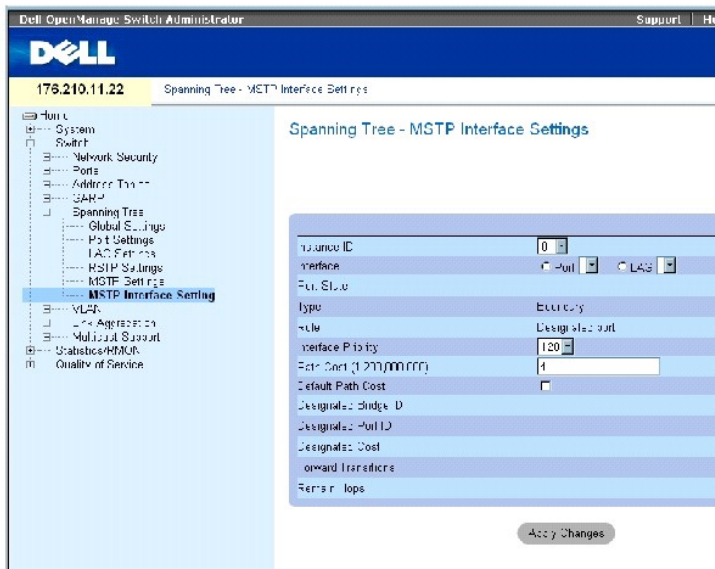 Dell OpenManage Switch Administrator
Support
DELL
176.210.11.22
Spanning Tree - MSTP Interface Settings
Home
System
Switch
Network Security
Ports
Address Tables
GARP
Spanning Tree
Global Settings
Port Settings
LAG Settings
RSTP Settings
MSTP Settings
MSTP Interface Setting
VLAN
Link Aggregation
Multicast Support
Statistics/RMON
Quality of Service
Spanning Tree - MSTP Interface Settings
Instance ID
0
Interface
Port
LAG
Port State
Type
Boundary
Role
Designated port
Interface Priority
120
Path Cost (1-200,000,000)
4
Default Path Cost
Designated Bridge ID
Designated Port ID
Designated Cost
Forward Transitions
Remain Hops
Apply Changes